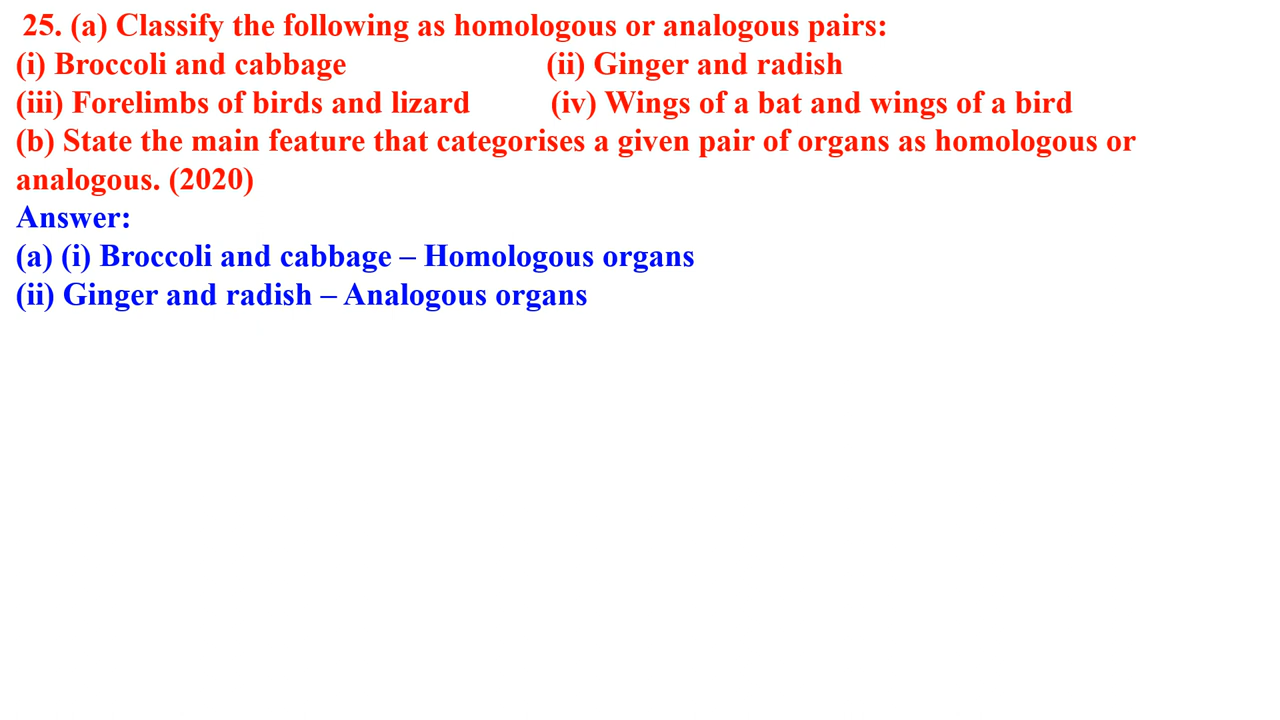 25. (a) Classify the following as homologous or analogous pairs:
(i) Broccoli and cabbage (ii) Ginger and radish
(iii) Forelimbs of birds and lizard (iv) Wings of a bat and wings of a bird
(b) State the main feature that categorises a given pair of organs as homologous or
analogous. (2020)
Answer:
(a) (i) Broccoli and cabbage – Homologous organs
(ii) Ginger and radish – Analogous organs